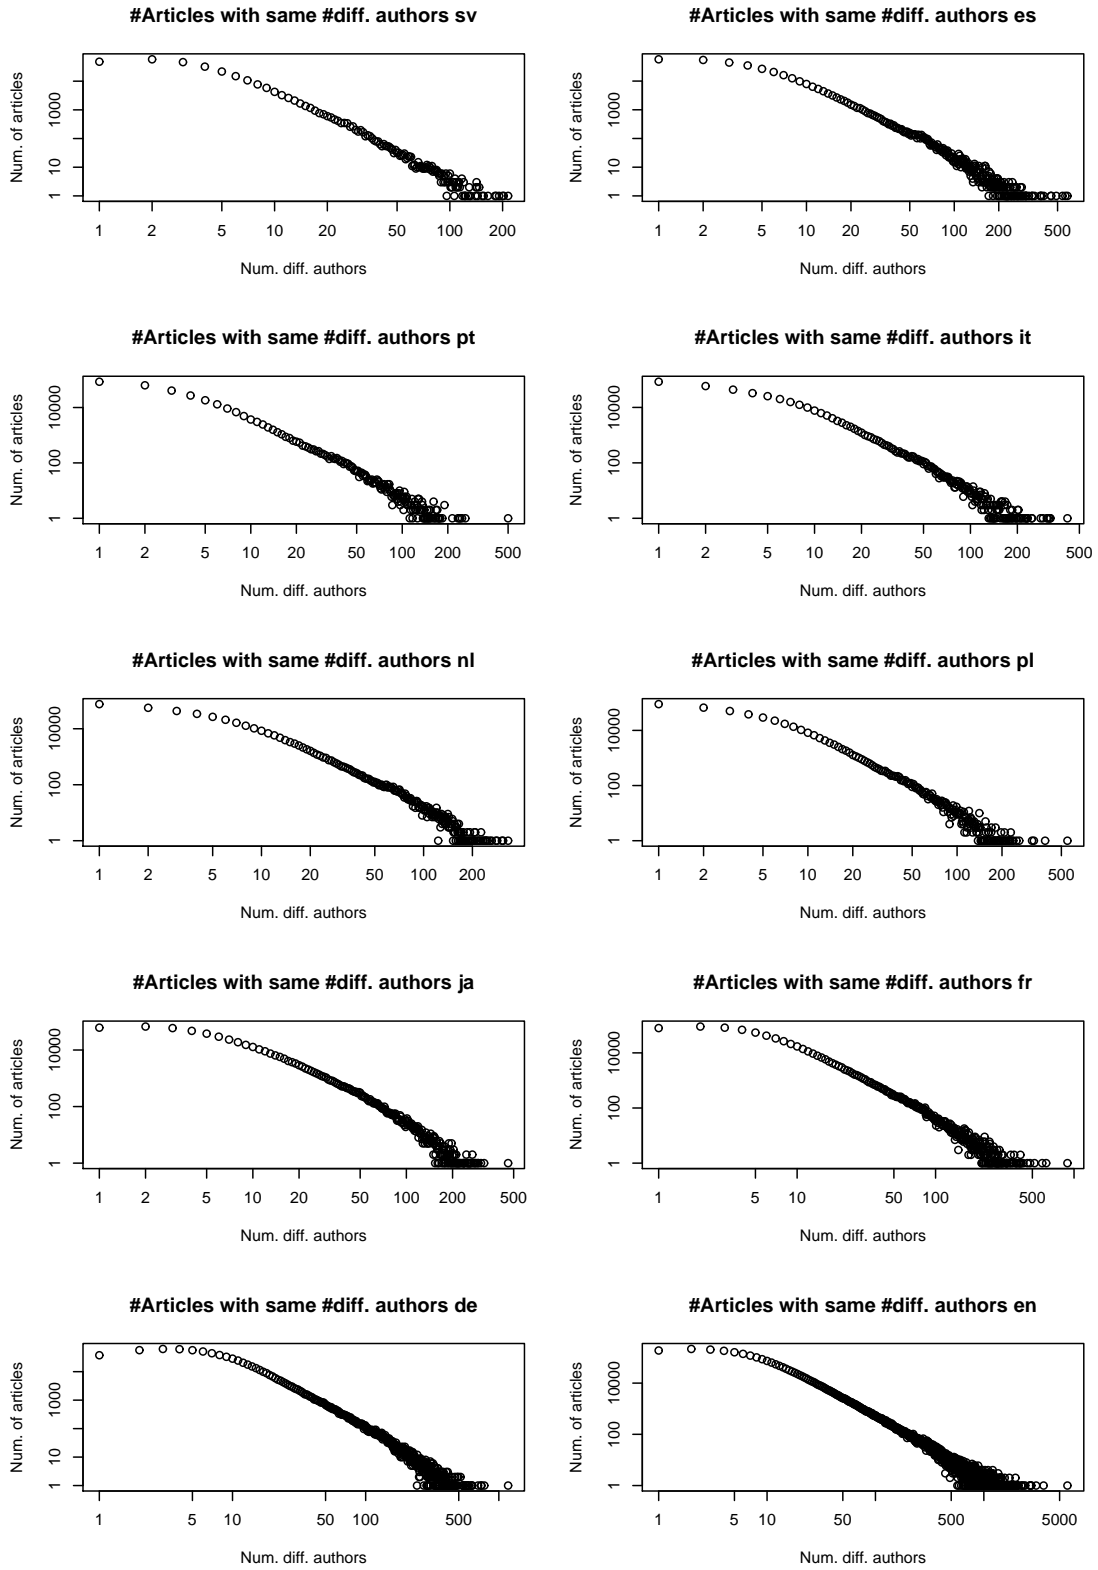 #Articles with same #diff. authors sv
Num. of articles
1000
10
1
1 2 5 10 20 50 100 200
Num. diff. authors
#Articles with same #diff. authors es
Num. of articles
1000
10
1
1 2 5 10 20 50 100 200 500
Num. diff. authors
#Articles with same #diff. authors pt
Num. of articles
10000
100
1
1 2 5 10 20 50 100 200 500
Num. diff. authors
#Articles with same #diff. authors it
Num. of articles
10000
100
1
1 2 5 10 20 50 100 200 500
Num. diff. authors
#Articles with same #diff. authors nl
Num. of articles
10000
100
1
1 2 5 10 20 50 100 200
Num. diff. authors
#Articles with same #diff. authors pl
Num. of articles
10000
100
1
1 2 5 10 20 50 100 200 500
Num. diff. authors
#Articles with same #diff. authors ja
Num. of articles
10000
100
1
1 2 5 10 20 50 100 200 500
Num. diff. authors
#Articles with same #diff. authors fr
Num. of articles
10000
100
1
1 5 10 50 100 500
Num. diff. authors
#Articles with same #diff. authors de
Num. of articles
1000
10
1
1 5 10 50 100 500
Num. diff. authors
#Articles with same #diff. authors en
Num. of articles
10000
100
1
1 5 10 50 500 5000
Num. diff. authors